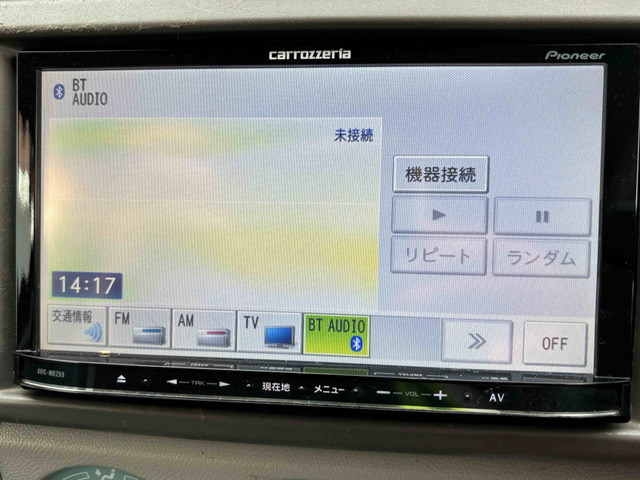 carrozzeria
Pioneer
BT
AUDIO
未接続
機器接続
リピート
ランダム
14:17
交通情報
FM
AM
TV
BT AUDIO
OFF
AVIC-MRZ99
TRK
現在地
メニュー
VOL
AV